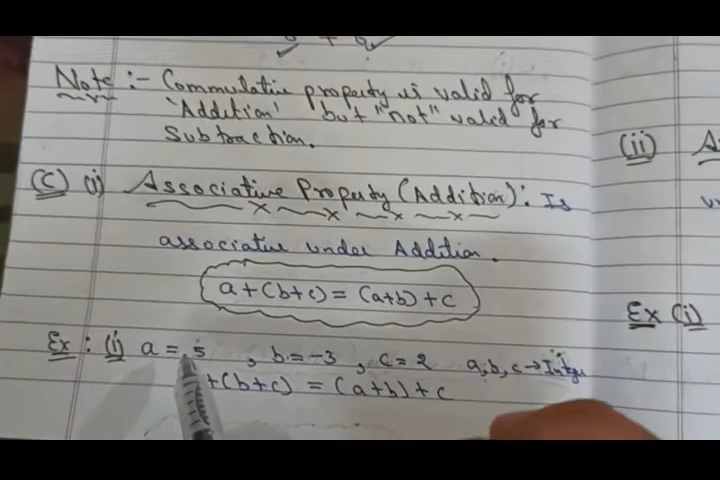 Note :- Commutative property is valid for
'Addition' but "not" valid for
Subtraction.
(C) (i) Associative Property (Addition): Is
associative under Addition.
a+(b+c) = (a+b)+c
Ex : (i) a = 5 , b = -3 , c = 2 a, b, c →
+(b+c) = (a+b)+c
(ii)
Ex (i)